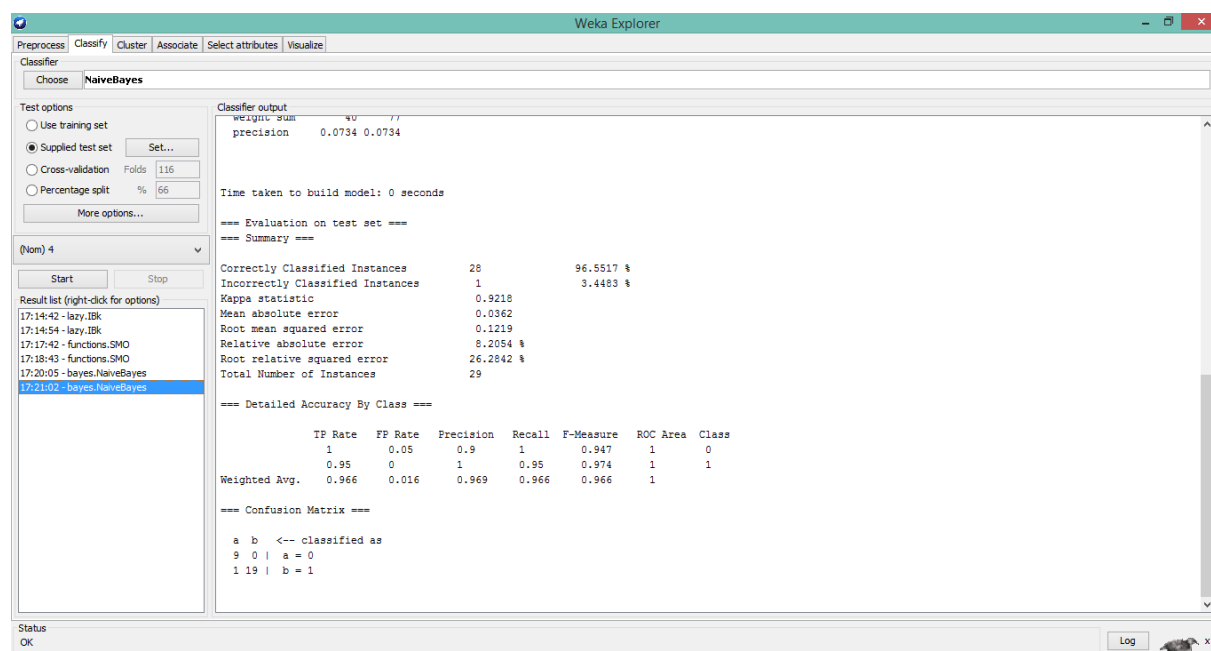 Weka Explorer
Preprocess Classify Cluster Associate Select attributes Visualize
Classifier
Choose NaiveBayes
Test options
Use training set
Supplied test set Set...
Cross-validation Folds 116
Percentage split % 66
More options...
(Nom) 4
Start Stop
Result list (right-click for options)
17:14:42 - lazy.IBk
17:14:54 - lazy.IBk
17:17:42 - functions.SMO
17:18:43 - functions.SMO
17:20:05 - bayes.NaiveBayes
17:21:02 - bayes.NaiveBayes
Classifier output
weight sum 40 77
precision 0.0734 0.0734
Time taken to build model: 0 seconds
=== Evaluation on test set ===
=== Summary ===
Correctly Classified Instances 28 96.5517 %
Incorrectly Classified Instances 1 3.4483 %
Kappa statistic 0.9218
Mean absolute error 0.0362
Root mean squared error 0.1219
Relative absolute error 8.2054 %
Root relative squared error 26.2842 %
Total Number of Instances 29
=== Detailed Accuracy By Class ===
TP Rate FP Rate Precision Recall F-Measure ROC Area Class
1 0.05 0.9 1 0.947 1 0
0.95 0 1 0.95 0.974 1 1
Weighted Avg. 0.966 0.016 0.969 0.966 0.966 1
=== Confusion Matrix ===
a b <-- classified as
9 0 | a = 0
1 19 | b = 1
Status
OK
Log
x